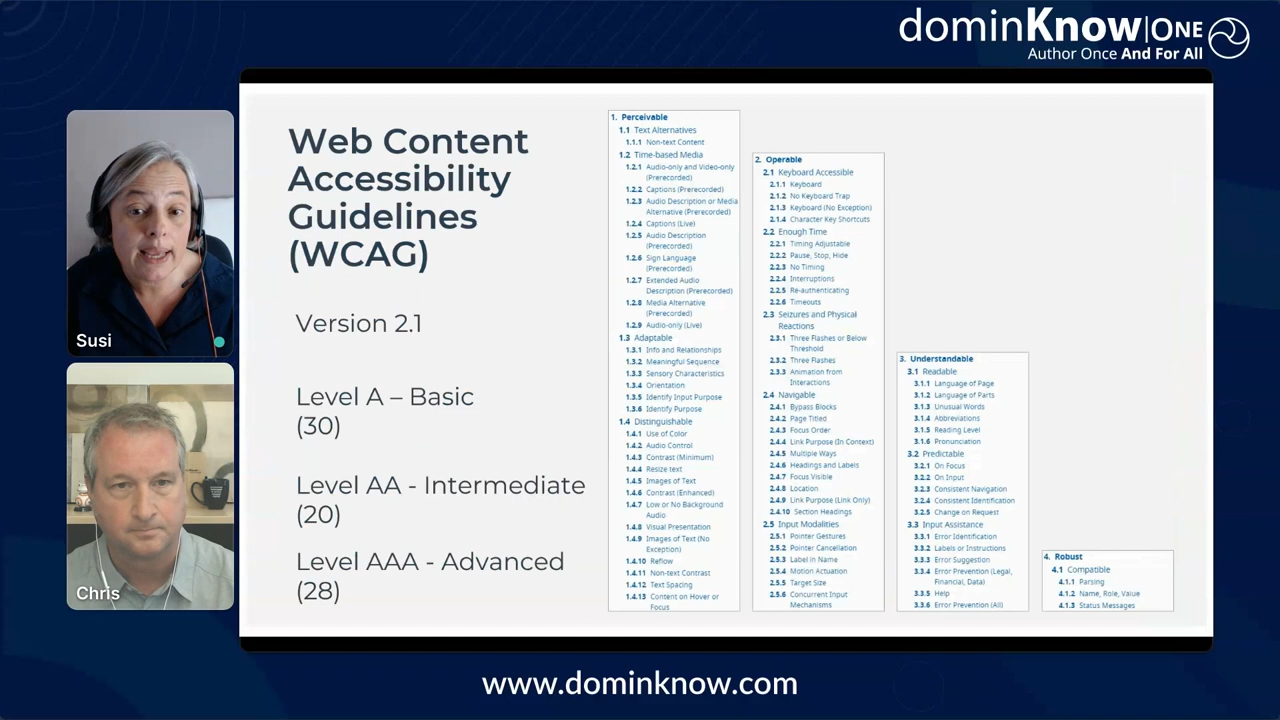 dominKnow|ONE
Author Once And For All
Susi
Chris
Web Content
Accessibility
Guidelines
(WCAG)
Version 2.1
Level A – Basic
(30)
Level AA - Intermediate
(20)
Level AAA - Advanced
(28)
1. Perceivable
1.1 Text Alternatives
1.1.1 Non-text Content
1.2 Time-based Media
1.2.1 Audio-only and Video-only
(Prerecorded)
1.2.2 Captions (Prerecorded)
1.2.3 Audio Description or Media
Alternative (Prerecorded)
1.2.4 Captions (Live)
1.2.5 Audio Description
(Prerecorded)
1.2.6 Sign Language
(Prerecorded)
1.2.7 Extended Audio
Description (Prerecorded)
1.2.8 Media Alternative
(Prerecorded)
1.2.9 Audio-only (Live)
1.3 Adaptable
1.3.1 Info and Relationships
1.3.2 Meaningful Sequence
1.3.3 Sensory Characteristics
1.3.4 Orientation
1.3.5 Identify Input Purpose
1.3.6 Identify Purpose
1.4 Distinguishable
1.4.1 Use of Color
1.4.2 Audio Control
1.4.3 Contrast (Minimum)
1.4.4 Resize text
1.4.5 Images of Text
1.4.6 Contrast (Enhanced)
1.4.7 Low or No Background
Audio
1.4.8 Visual Presentation
1.4.9 Images of Text (No
Exception)
1.4.10 Reflow
1.4.11 Non-text Contrast
1.4.12 Text Spacing
1.4.13 Content on Hover or
Focus
2. Operable
2.1 Keyboard Accessible
2.1.1 Keyboard
2.1.2 No Keyboard Trap
2.1.3 Keyboard (No Exception)
2.1.4 Character Key Shortcuts
2.2 Enough Time
2.2.1 Timing Adjustable
2.2.2 Pause, Stop, Hide
2.2.3 No Timing
2.2.4 Interruptions
2.2.5 Re-authenticating
2.2.6 Timeouts
2.3 Seizures and Physical
Reactions
2.3.1 Three Flashes or Below
Threshold
2.3.2 Three Flashes
2.3.3 Animation from
Interactions
2.4 Navigable
2.4.1 Bypass Blocks
2.4.2 Page Titled
2.4.3 Focus Order
2.4.4 Link Purpose (In Context)
2.4.5 Multiple Ways
2.4.6 Headings and Labels
2.4.7 Focus Visible
2.4.8 Location
2.4.9 Link Purpose (Link Only)
2.4.10 Section Headings
2.5 Input Modalities
2.5.1 Pointer Gestures
2.5.2 Pointer Cancellation
2.5.3 Label in Name
2.5.4 Motion Actuation
2.5.5 Target Size
2.5.6 Concurrent Input
Mechanisms
3. Understandable
3.1 Readable
3.1.1 Language of Page
3.1.2 Language of Parts
3.1.3 Unusual Words
3.1.4 Abbreviations
3.1.5 Reading Level
3.1.6 Pronunciation
3.2 Predictable
3.2.1 On Focus
3.2.2 On Input
3.2.3 Consistent Navigation
3.2.4 Consistent Identification
3.2.5 Change on Request
3.3 Input Assistance
3.3.1 Error Identification
3.3.2 Labels or Instructions
3.3.3 Error Suggestion
3.3.4 Error Prevention (Legal,
Financial, Data)
3.3.5 Help
3.3.6 Error Prevention (All)
4. Robust
4.1 Compatible
4.1.1 Parsing
4.1.2 Name, Role, Value
4.1.3 Status Messages
www.dominknow.com